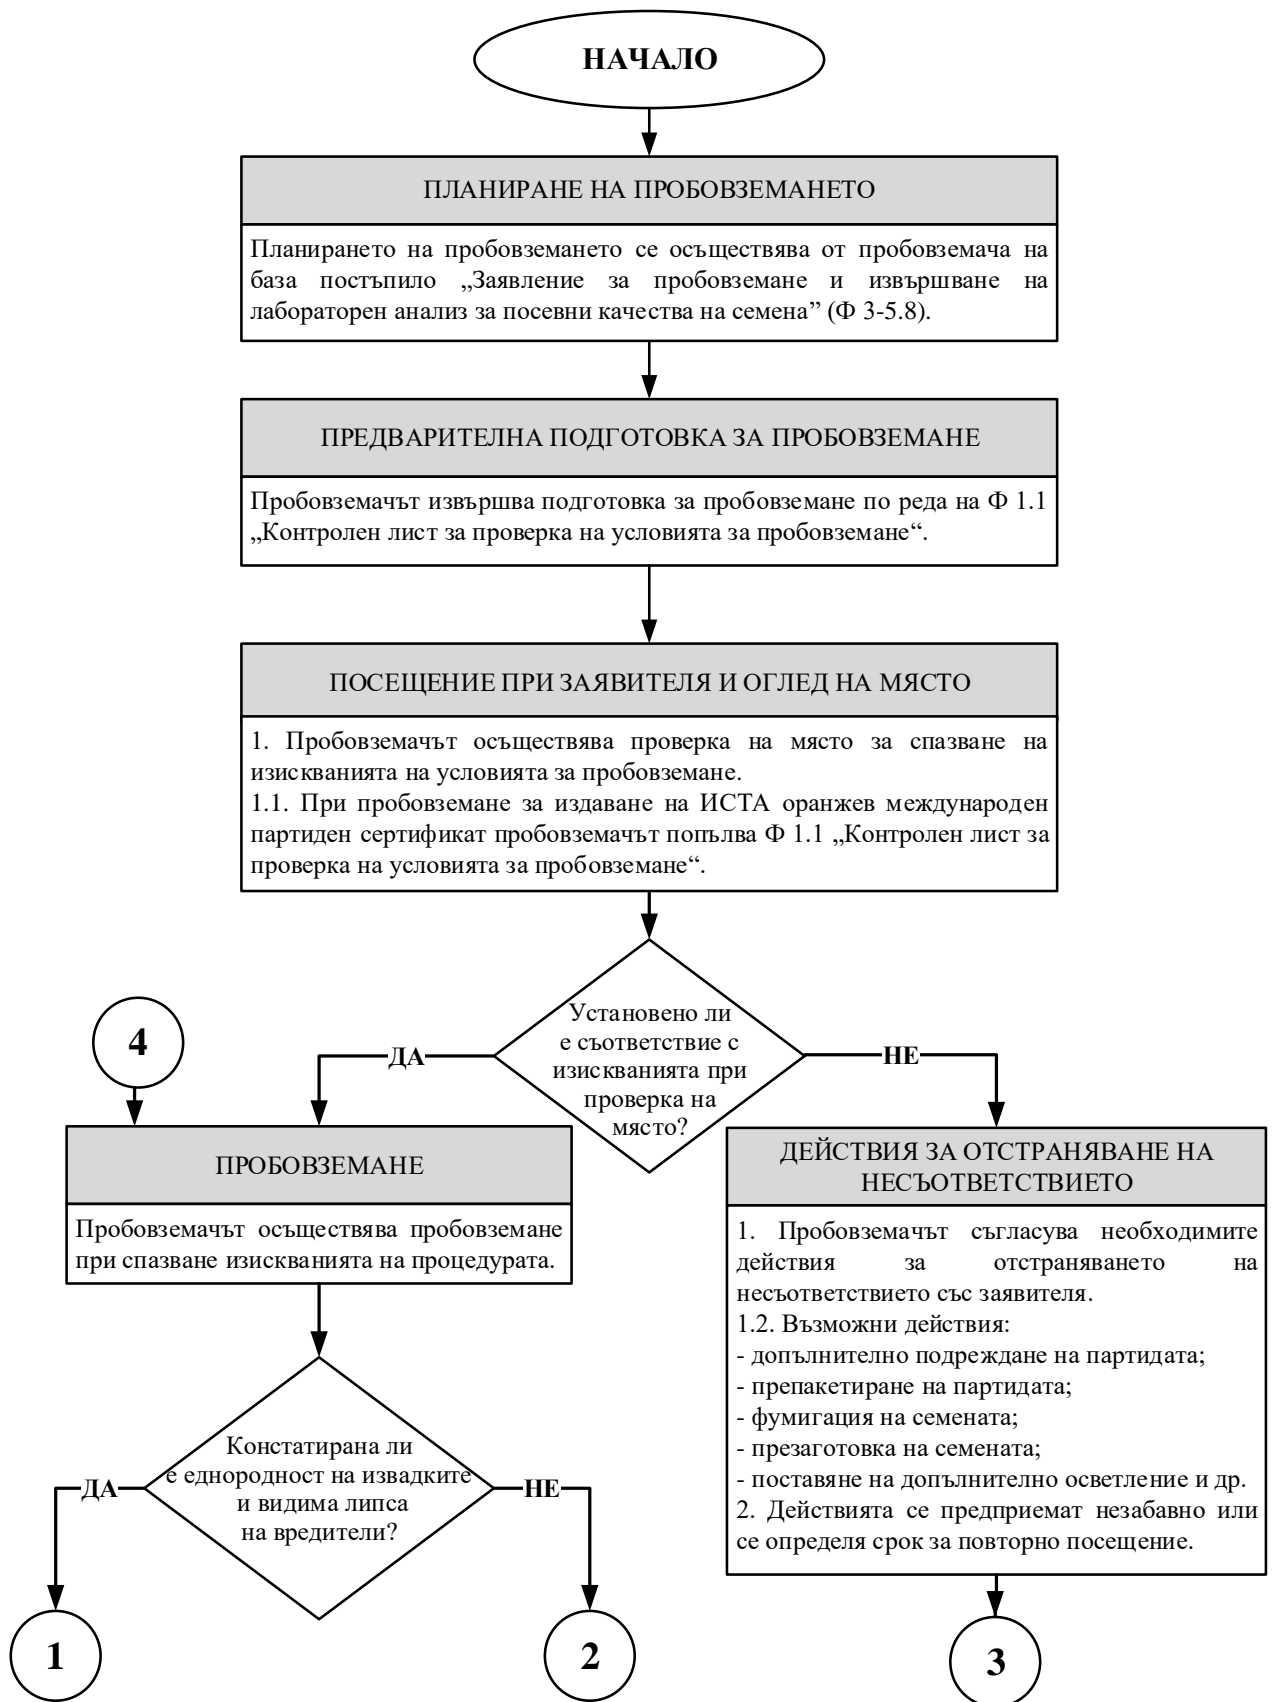 НАЧАЛО
ПЛАНИРАНЕ НА ПРОБОВЗЕМАНЕТО
Планирането на пробовземането се осъществява от пробовземача на
база постъпило „Заявление за пробовземане и извършване на
лабораторен анализ за посевни качества на семена” (Ф 3-5.8).
ПРЕДВАРИТЕЛНА ПОДГОТОВКА ЗА ПРОБОВЗЕМАНЕ
Пробовземачът извършва подготовка за пробовземане по реда на Ф 1.1
„Контролен лист за проверка на условията за пробовземане“.
ПОСЕЩЕНИЕ ПРИ ЗАЯВИТЕЛЯ И ОГЛЕД НА МЯСТО
1. Пробовземачът осъществява проверка на място за спазване на
изискванията на условията за пробовземане.
1.1. При пробовземане за издаване на ИСТА оранжев международен
партиден сертификат пробовземачът попълва Ф 1.1 „Контролен лист за
проверка на условията за пробовземане“.
Установено ли
е съответствие с
изискванията при
проверка на
място?
4
ДА
НЕ
ПРОБОВЗЕМАНЕ
Пробовземачът осъществява пробовземане
при спазване изискванията на процедурата.
ДЕЙСТВИЯ ЗА ОТСТРАНЯВАНЕ НА
НЕСЪОТВЕТСТВИЕТО
1. Пробовземачът съгласува необходимите
действия за отстраняването на
несъответствието със заявителя.
1.2. Възможни действия:
- допълнително подреждане на партидата;
- препакетиране на партидата;
- фумигация на семената;
- презаготовка на семената;
- поставяне на допълнително осветление и др.
2. Действията се предприемат незабавно или
се определя срок за повторно посещение.
Констатирана ли
е еднородност на извадките
и видима липса
на вредители?
ДА
НЕ
1
2
3